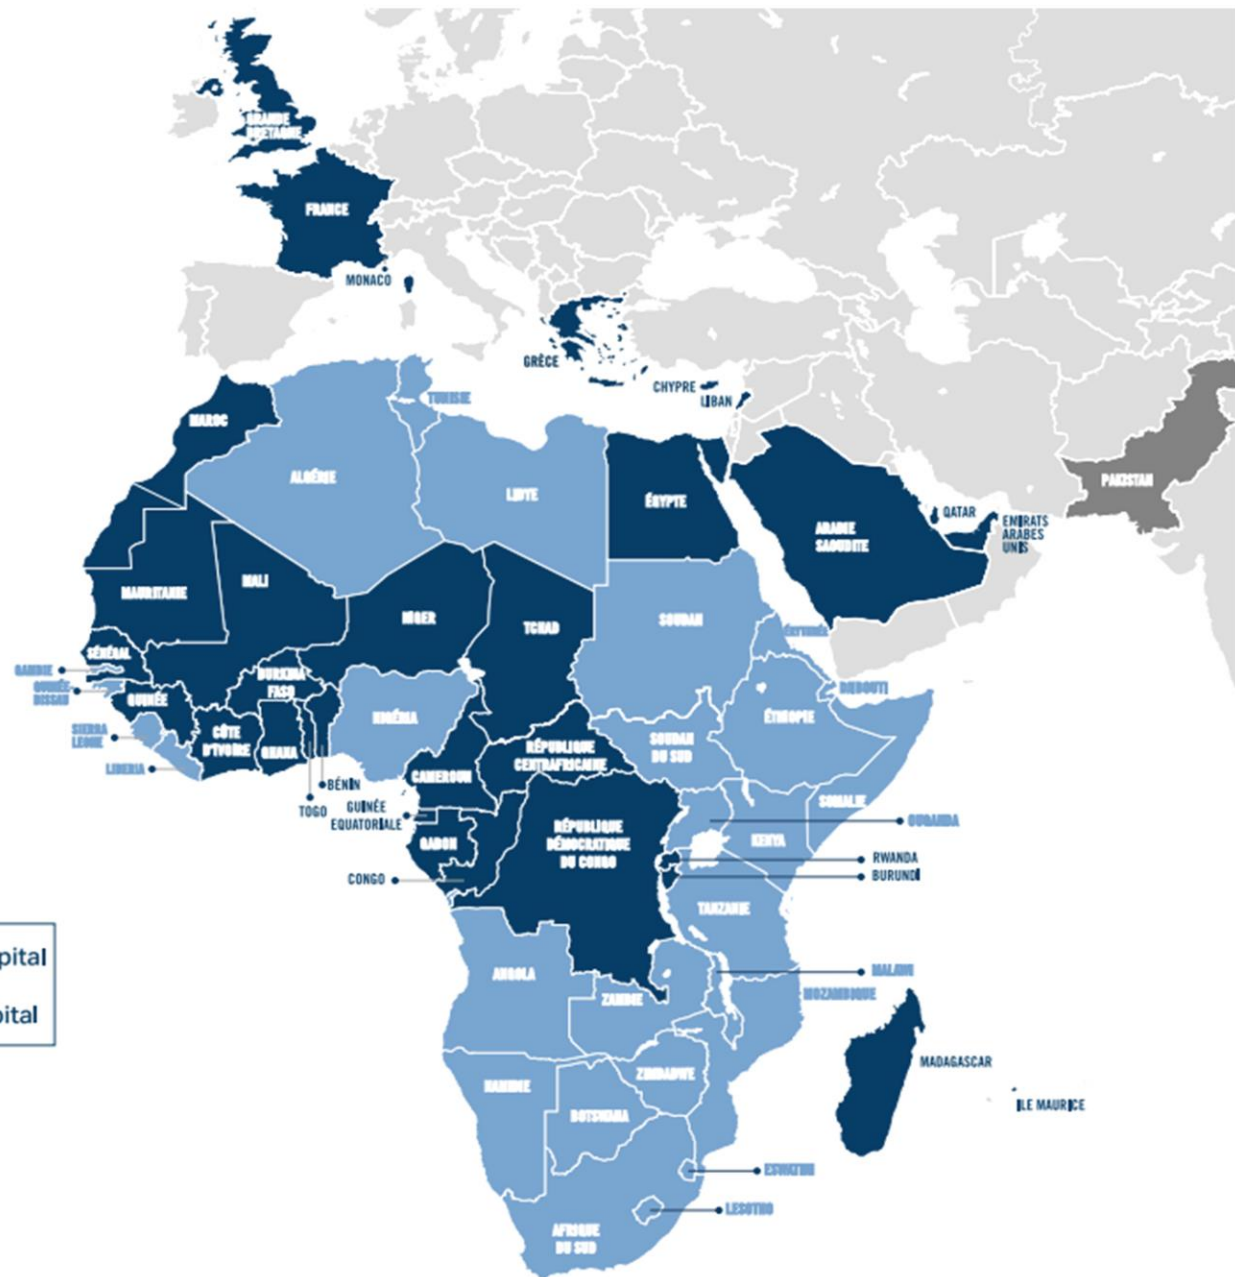 GRANDE
BRETAGNE
FRANCE
MONACO
GRÈCE
CHYPRE
LIBAN
MAROC
TUNISIE
ALGÉRIE
LIBYE
ÉGYPTE
ARABIE
SAOUDITE
QATAR
EMIRATS
ARABES
UNIS
PAKISTAN
MAURITANIE
MALI
NIGER
TCHAD
SOUDAN
ÉRYTHRÉE
SÉNÉGAL
GAMBIE
GUINÉE
BISSAU
GUINÉE
BURKINA
FASO
SIERRA
LEONE
LIBERIA
CÔTE
D'IVOIRE
GHANA
TOGO
BÉNIN
NIGÉRIA
CAMEROUN
RÉPUBLIQUE
CENTRAFRICAINE
SOUDAN
DU SUD
ÉTHIOPIE
DJIBOUTI
SOMALIE
GUINÉE
EQUATORIALE
GABON
CONGO
RÉPUBLIQUE
DÉMOCRATIQUE
DU CONGO
OUGANDA
KENYA
RWANDA
BURUNDI
TANZANIE
ANGOLA
ZAMBIE
MALAWI
MOZAMBIQUE
MADAGASCAR
ILE MAURICE
NAMIBIE
BOTSWANA
ZIMBABWE
ESWATINI
LESOTHO
AFRIQUE
DU SUD
pital
pital